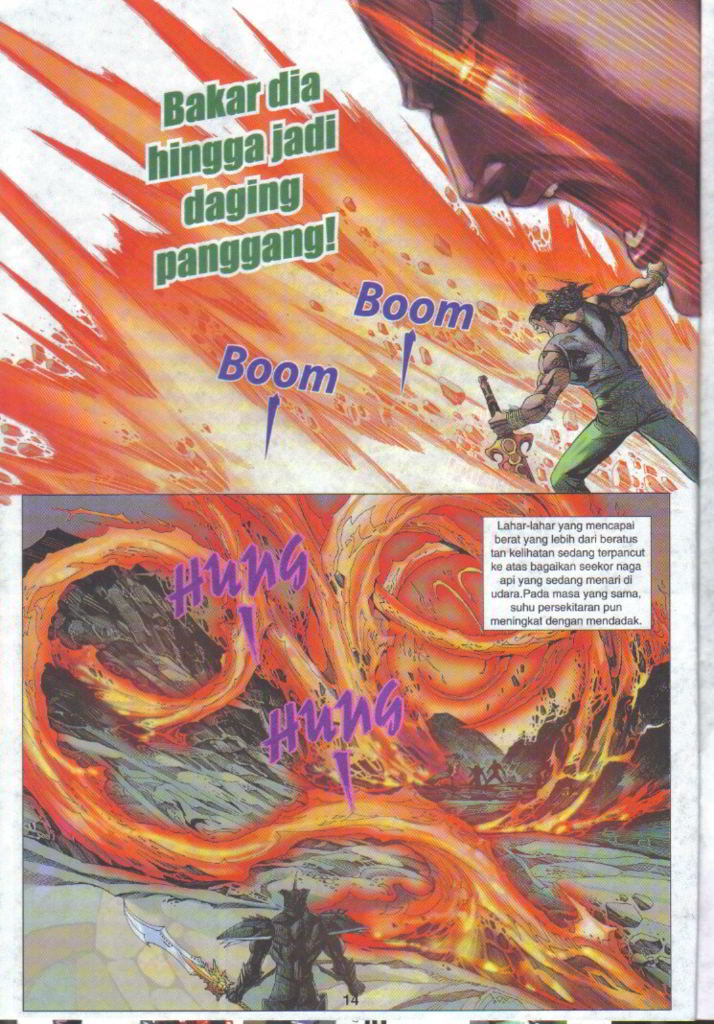 Bakar dia
hingga jadi
daging
panggang!
Boom
Boom
Lahar-lahar yang mencapai
berat yang lebih dari beratus
tan kelihatan sedang terpancut
ke atas bagaikan seekor naga
api yang sedang menari di
udara.Pada masa yang sama,
suhu persekitaran pun
meningkat dengan mendadak.
HUNG
HUNG
14